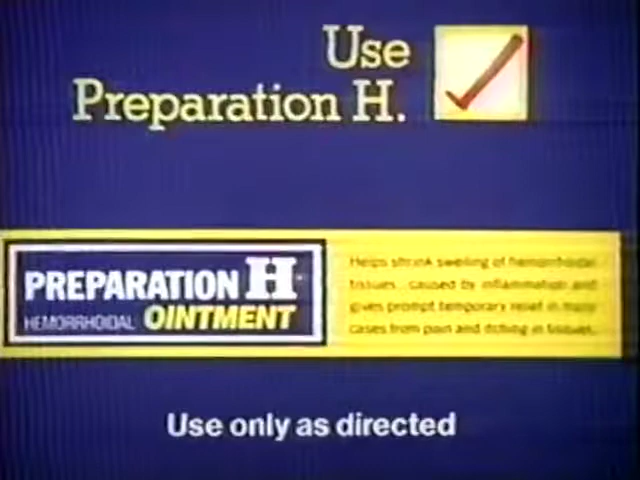 Use
Preparation H.
PREPARATION H
HEMORRHOIDAL OINTMENT
Helps shrink swelling of hemorrhoidal
tissues caused by inflammation and
gives prompt temporary relief in many
cases from pain and itching in tissues.
Use only as directed